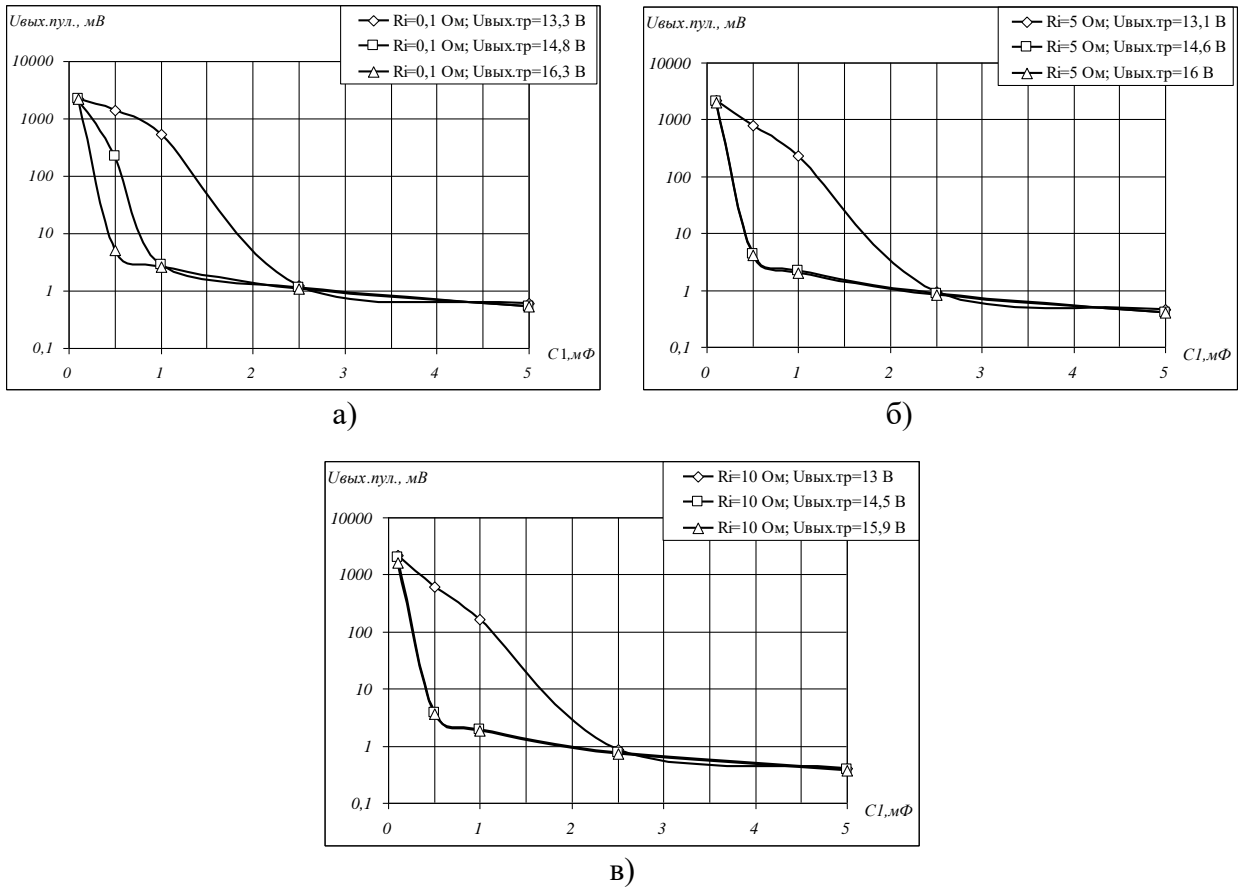 Uвых.пул., мВ
Ri=0,1 Ом; Uвых.тр=13,3 В
Ri=0,1 Ом; Uвых.тр=14,8 В
Ri=0,1 Ом; Uвых.тр=16,3 В
10000
1000
100
10
1
0,1
0 1 2 3 4 5
C1,мФ
а)
Uвых.пул., мВ
Ri=5 Ом; Uвых.тр=13,1 В
Ri=5 Ом; Uвых.тр=14,6 В
Ri=5 Ом; Uвых.тр=16 В
10000
1000
100
10
1
0,1
0 1 2 3 4 5
C1,мФ
б)
Uвых.пул., мВ
Ri=10 Ом; Uвых.тр=13 В
Ri=10 Ом; Uвых.тр=14,5 В
Ri=10 Ом; Uвых.тр=15,9 В
10000
1000
100
10
1
0,1
0 1 2 3 4 5
C1,мФ
в)